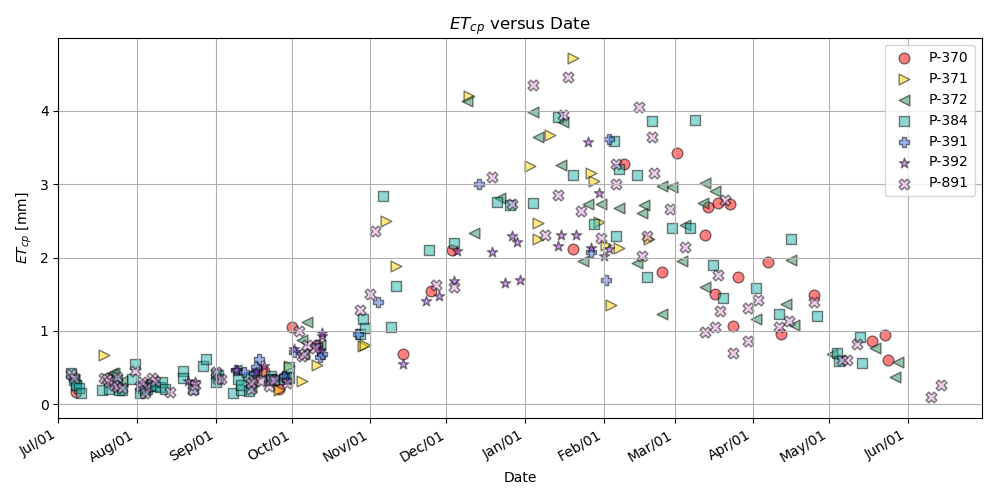 ET_cp versus Date
ET_cp [mm]
4
3
2
1
0
P-370
P-371
P-372
P-384
P-391
P-392
P-891
Jul/01 Aug/01 Sep/01 Oct/01 Nov/01 Dec/01 Jan/01 Feb/01 Mar/01 Apr/01 May/01 Jun/01
Date